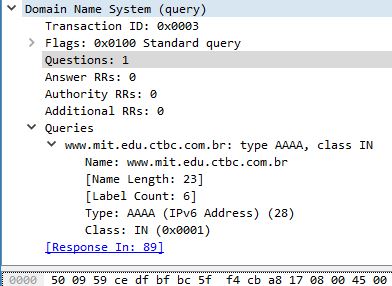 Domain Name System (query)
Transaction ID: 0x0003
Flags: 0x0100 Standard query
Questions: 1
Answer RRs: 0
Authority RRs: 0
Additional RRs: 0
Queries
www.mit.edu.ctbc.com.br: type AAAA, class IN
Name: www.mit.edu.ctbc.com.br
[Name Length: 23]
[Label Count: 6]
Type: AAAA (IPv6 Address) (28)
Class: IN (0x0001)
[Response In: 89]
0000 50 09 59 ce df bf bc 5f f4 cb a8 17 08 00 45 00